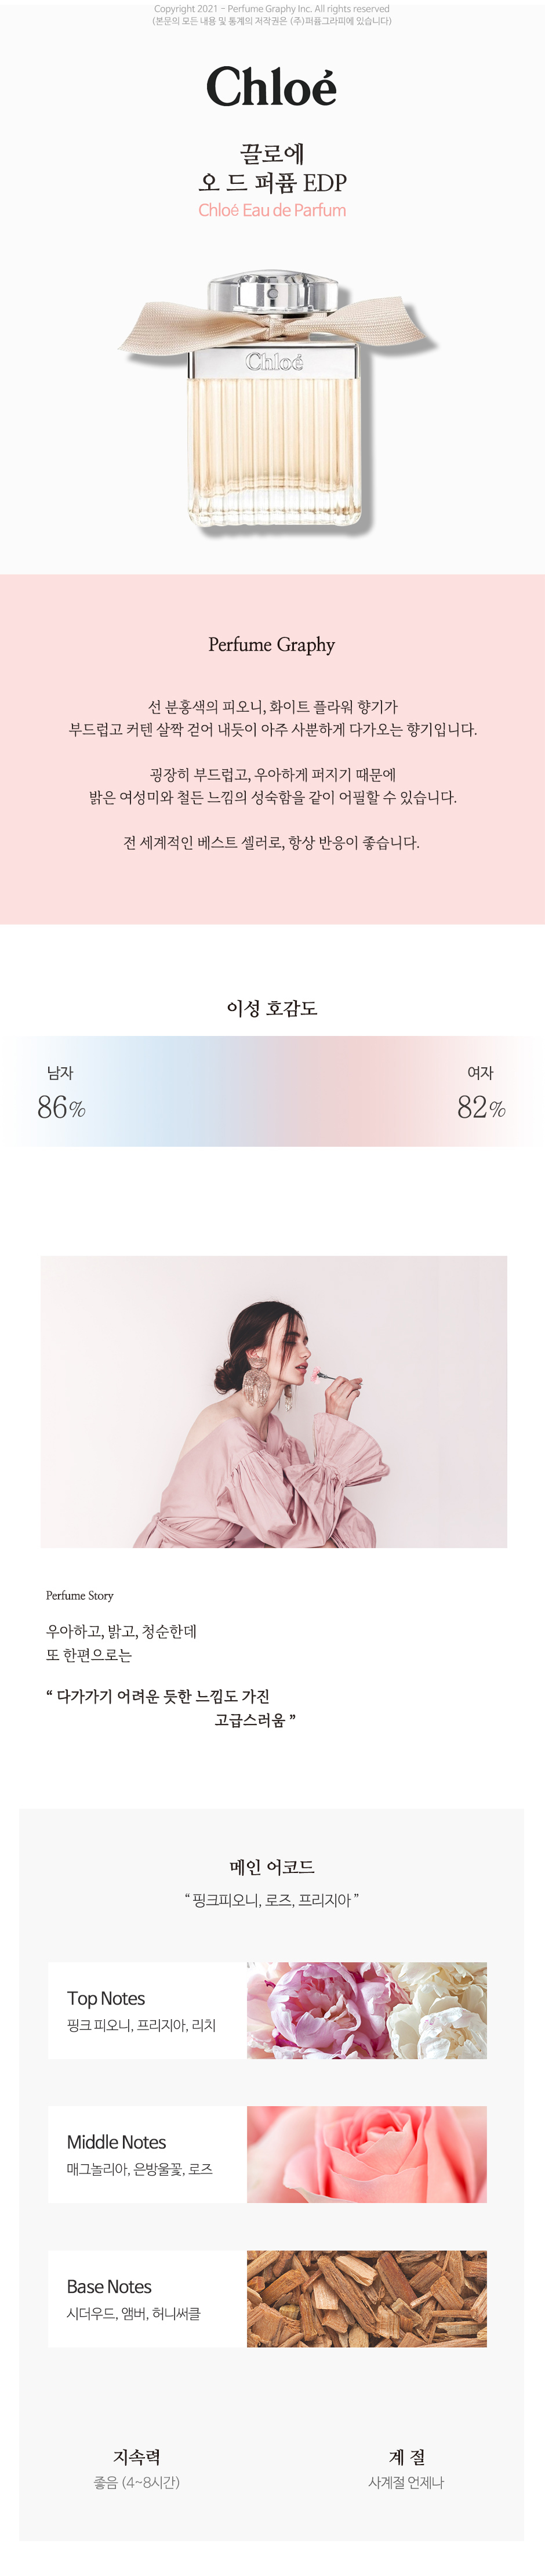 Copyright 2021 - Perfume Graphy Inc. All rights reserved
(본문의 모든 내용 및 통계의 저작권은 (주)퍼퓸그라피에 있습니다)
Chloé
끌로에
오 드 퍼퓸 EDP
Chloé Eau de Parfum
Chloé
Perfume Graphy
선 분홍색의 피오니, 화이트 플라워 향기가
부드럽고 커텐 살짝 걷어 내듯이 아주 사뿐하게 다가오는 향기입니다.
굉장히 부드럽고, 우아하게 퍼지기 때문에
밝은 여성미와 철든 느낌의 성숙함을 같이 어필할 수 있습니다.
전 세계적인 베스트 셀러로, 항상 반응이 좋습니다.
이성 호감도
남자
여자
86%
82%
Perfume Story
우아하고, 밝고, 청순한데
또 한편으로는
“ 다가가기 어려운 듯한 느낌도 가진
고급스러움 ”
메인 어코드
“ 핑크피오니, 로즈, 프리지아 ”
Top Notes
핑크 피오니, 프리지아, 리치
Middle Notes
매그놀리아, 은방울꽃, 로즈
Base Notes
시더우드, 앰버, 허니써클
지속력
계 절
좋음 (4~8시간)
사계절 언제나